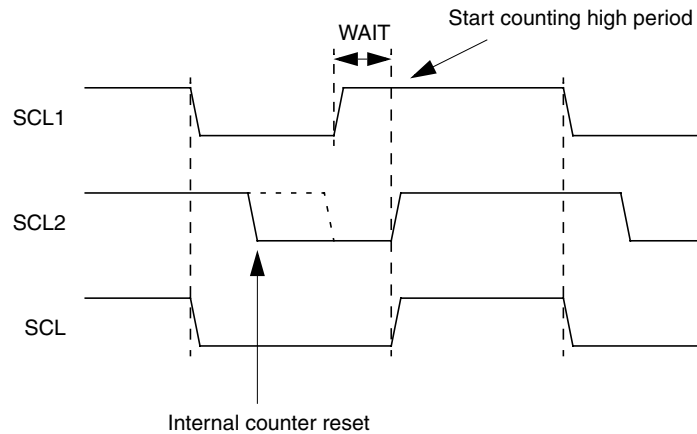 Start counting high period
WAIT
SCL1
SCL2
SCL
Internal counter reset